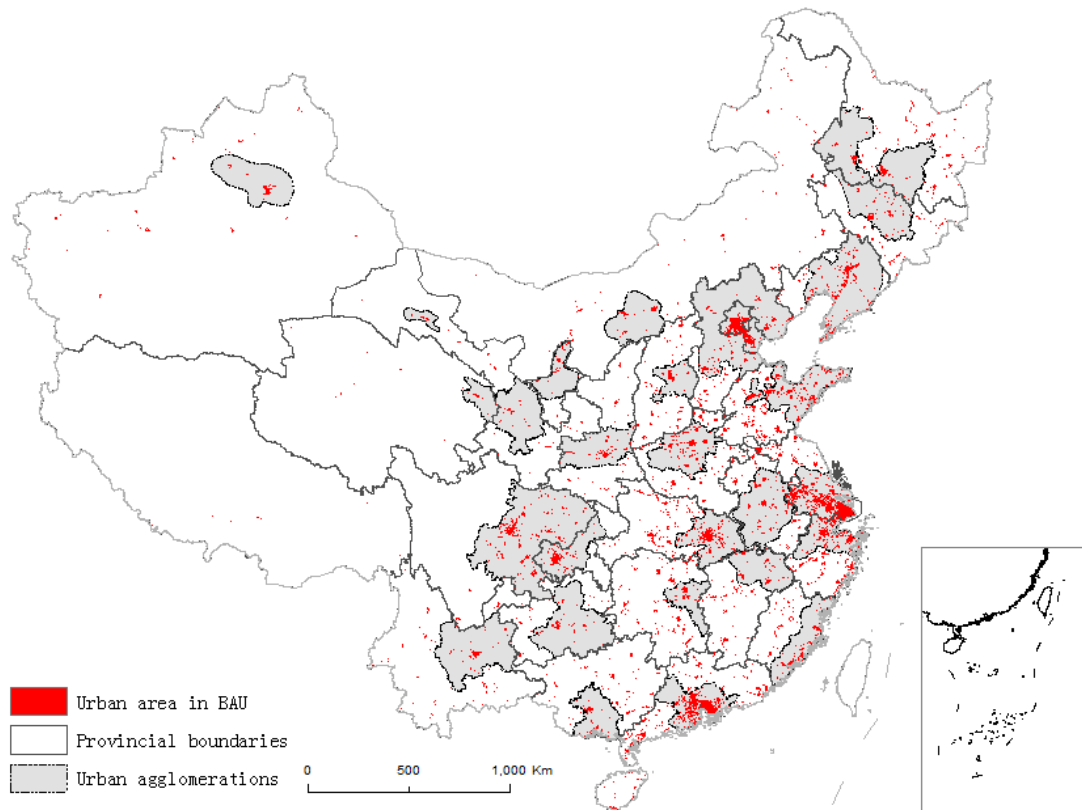 Urban area in BAU
Provincial boundaries
Urban agglomerations
0 500 1,000 Km